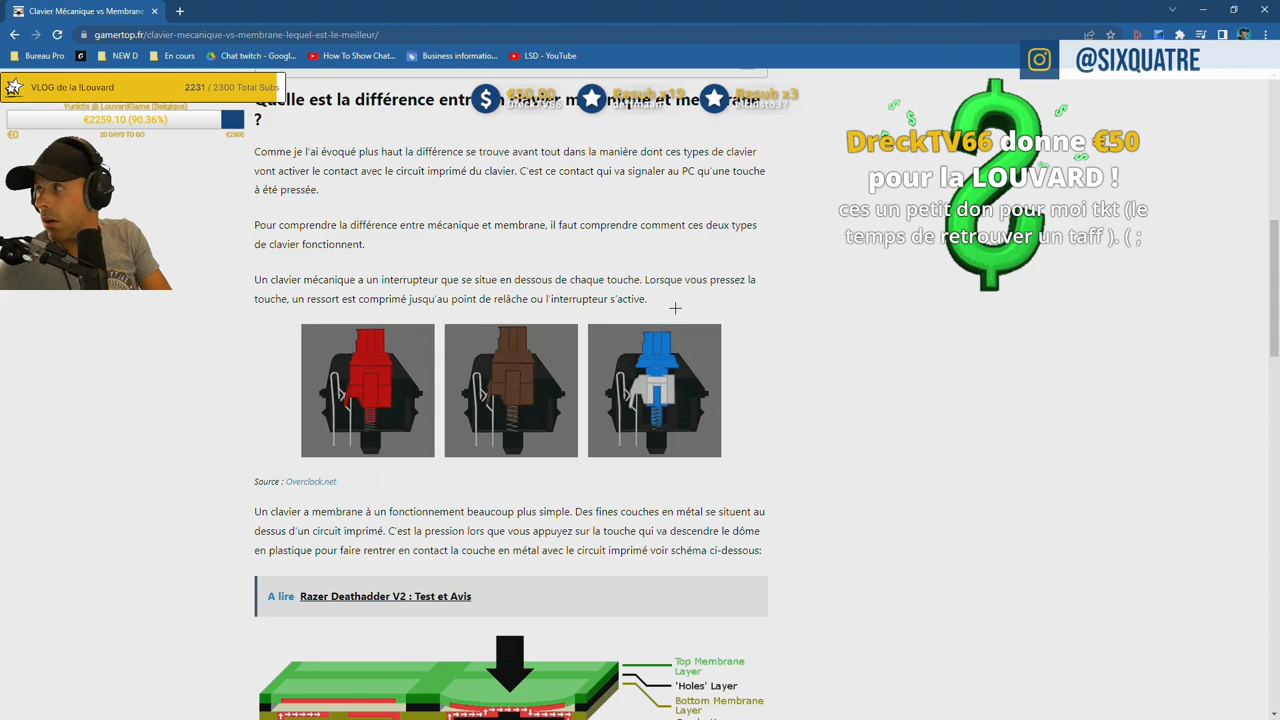 Clavier Mécanique vs Membrane
gamertop.fr/clavier-mecanique-vs-membrane-lequel-est-le-meilleur/
Bureau Pro
NEW D
En cours
Chat twitch - Googl...
How To Show Chat...
Business informatio...
LSD - YouTube
@SIXQUATRE
VLOG de la !Louvard
2231 / 2300 Total Subs
Yunktis @ LouvardGame (Belgique)
€2259.10 (90.36%)
€0
20 DAYS TO GO
€2500
€50.00
DreckTV66
Resub x19
Resub x3
Quelle est la différence entre
?
Comme je l'ai évoqué plus haut la différence se trouve avant tout dans la manière dont ces types de clavier
vont activer le contact avec le circuit imprimé du clavier. C'est ce contact qui va signaler au PC qu'une touche
à été pressée.
Pour comprendre la différence entre mécanique et membrane, il faut comprendre comment ces deux types
de clavier fonctionnent.
Un clavier mécanique a un interrupteur que se situe en dessous de chaque touche. Lorsque vous pressez la
touche, un ressort est comprimé jusqu'au point de relâche ou l'interrupteur s'active.
DreckTV66 donne €50
pour la LOUVARD !
ces un petit don pour moi tkt (le
temps de retrouver un taff ). ( ;
Source : Overclock.net
Un clavier a membrane à un fonctionnement beaucoup plus simple. Des fines couches en métal se situent au
dessus d'un circuit imprimé. C'est la pression lors que vous appuyez sur la touche qui va descendre le dôme
en plastique pour faire rentrer en contact la couche en métal avec le circuit imprimé voir schéma ci-dessous:
A lire Razer Deathadder V2 : Test et Avis
Top Membrane
Layer
'Holes' Layer
Bottom Membrane
Layer